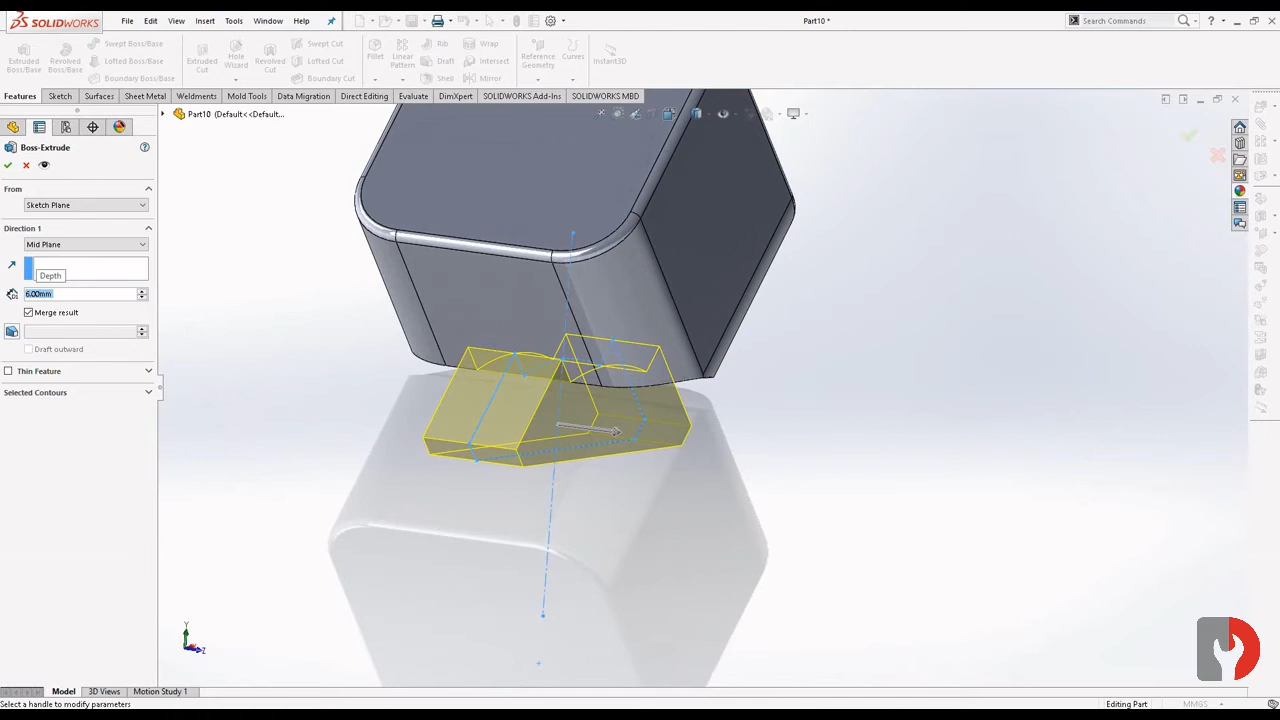 SOLIDWORKS File Edit View Insert Tools Window Help Part10 * Search Commands
Extruded Boss/Base Revolved Boss/Base Swept Boss/Base Lofted Boss/Base Boundary Boss/Base Extruded Cut Hole Wizard Revolved Cut Swept Cut Lofted Cut Boundary Cut Fillet Linear Pattern Rib Draft Shell Wrap Intersect Mirror Reference Geometry Curves Instant3D
Features Sketch Surfaces Sheet Metal Mold Tools Data Migration Direct Editing Evaluate DimXpert SOLIDWORKS Add-Ins SOLIDWORKS MBD
Part10 (Default<<Default...
Boss-Extrude
From
Sketch Plane
Direction 1
Mid Plane
Depth
6.00mm
Merge result
Draft outward
Thin Feature
Selected Contours
Y
Z
Model 3D Views Motion Study 1
Select a handle to modify parameters Editing Part MMGS